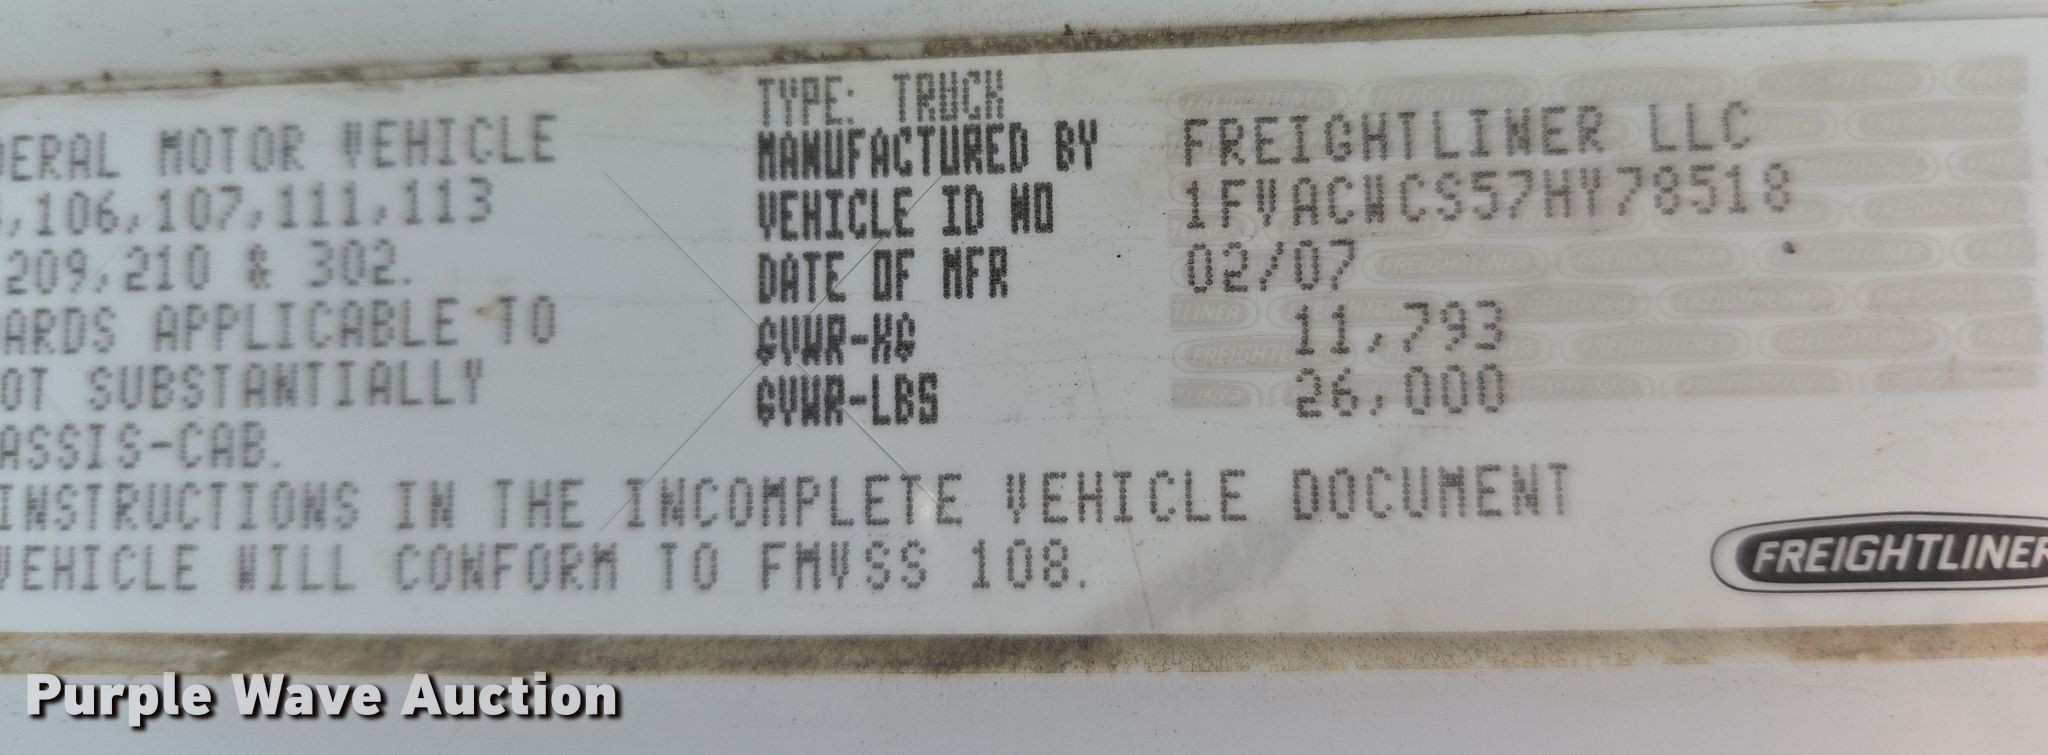 DERAL MOTOR VEHICLE
,106,107,111,113
209,210 & 302.
ARDS APPLICABLE TO
OT SUBSTANTIALLY
ASSIS-CAB.
INSTRUCTIONS IN THE INCOMPLETE VEHICLE DOCUMENT
VEHICLE WILL CONFORM TO FMVSS 108.
TYPE: TRUCK
MANUFACTURED BY FREIGHTLINER LLC
VEHICLE ID NO 1FVACWCS57HY78518
DATE OF MFR 02/07
GVWR-KG 11,793
GVWR-LBS 26,000
FREIGHTLINER
Purple Wave Auction